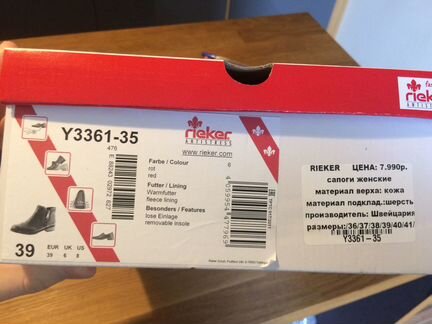 rieker
ANTISTRESS
Y3361-35
476
rieker
ANTISTRESS
www.rieker.com
Farbe / Colour 6
rot
red
Futter / Lining
Warmfutter
fleece lining
Besonders / Features
lose Einlage
removable insole
39
EUR UK US
39 6 8
RIEKER ЦЕНА: 7.990р.
сапоги женские
материал верха: кожа
материал подклад.:шерсть
производитель: Швейцария
размеры:/36/37/38/39/40/41/
Y3361-35